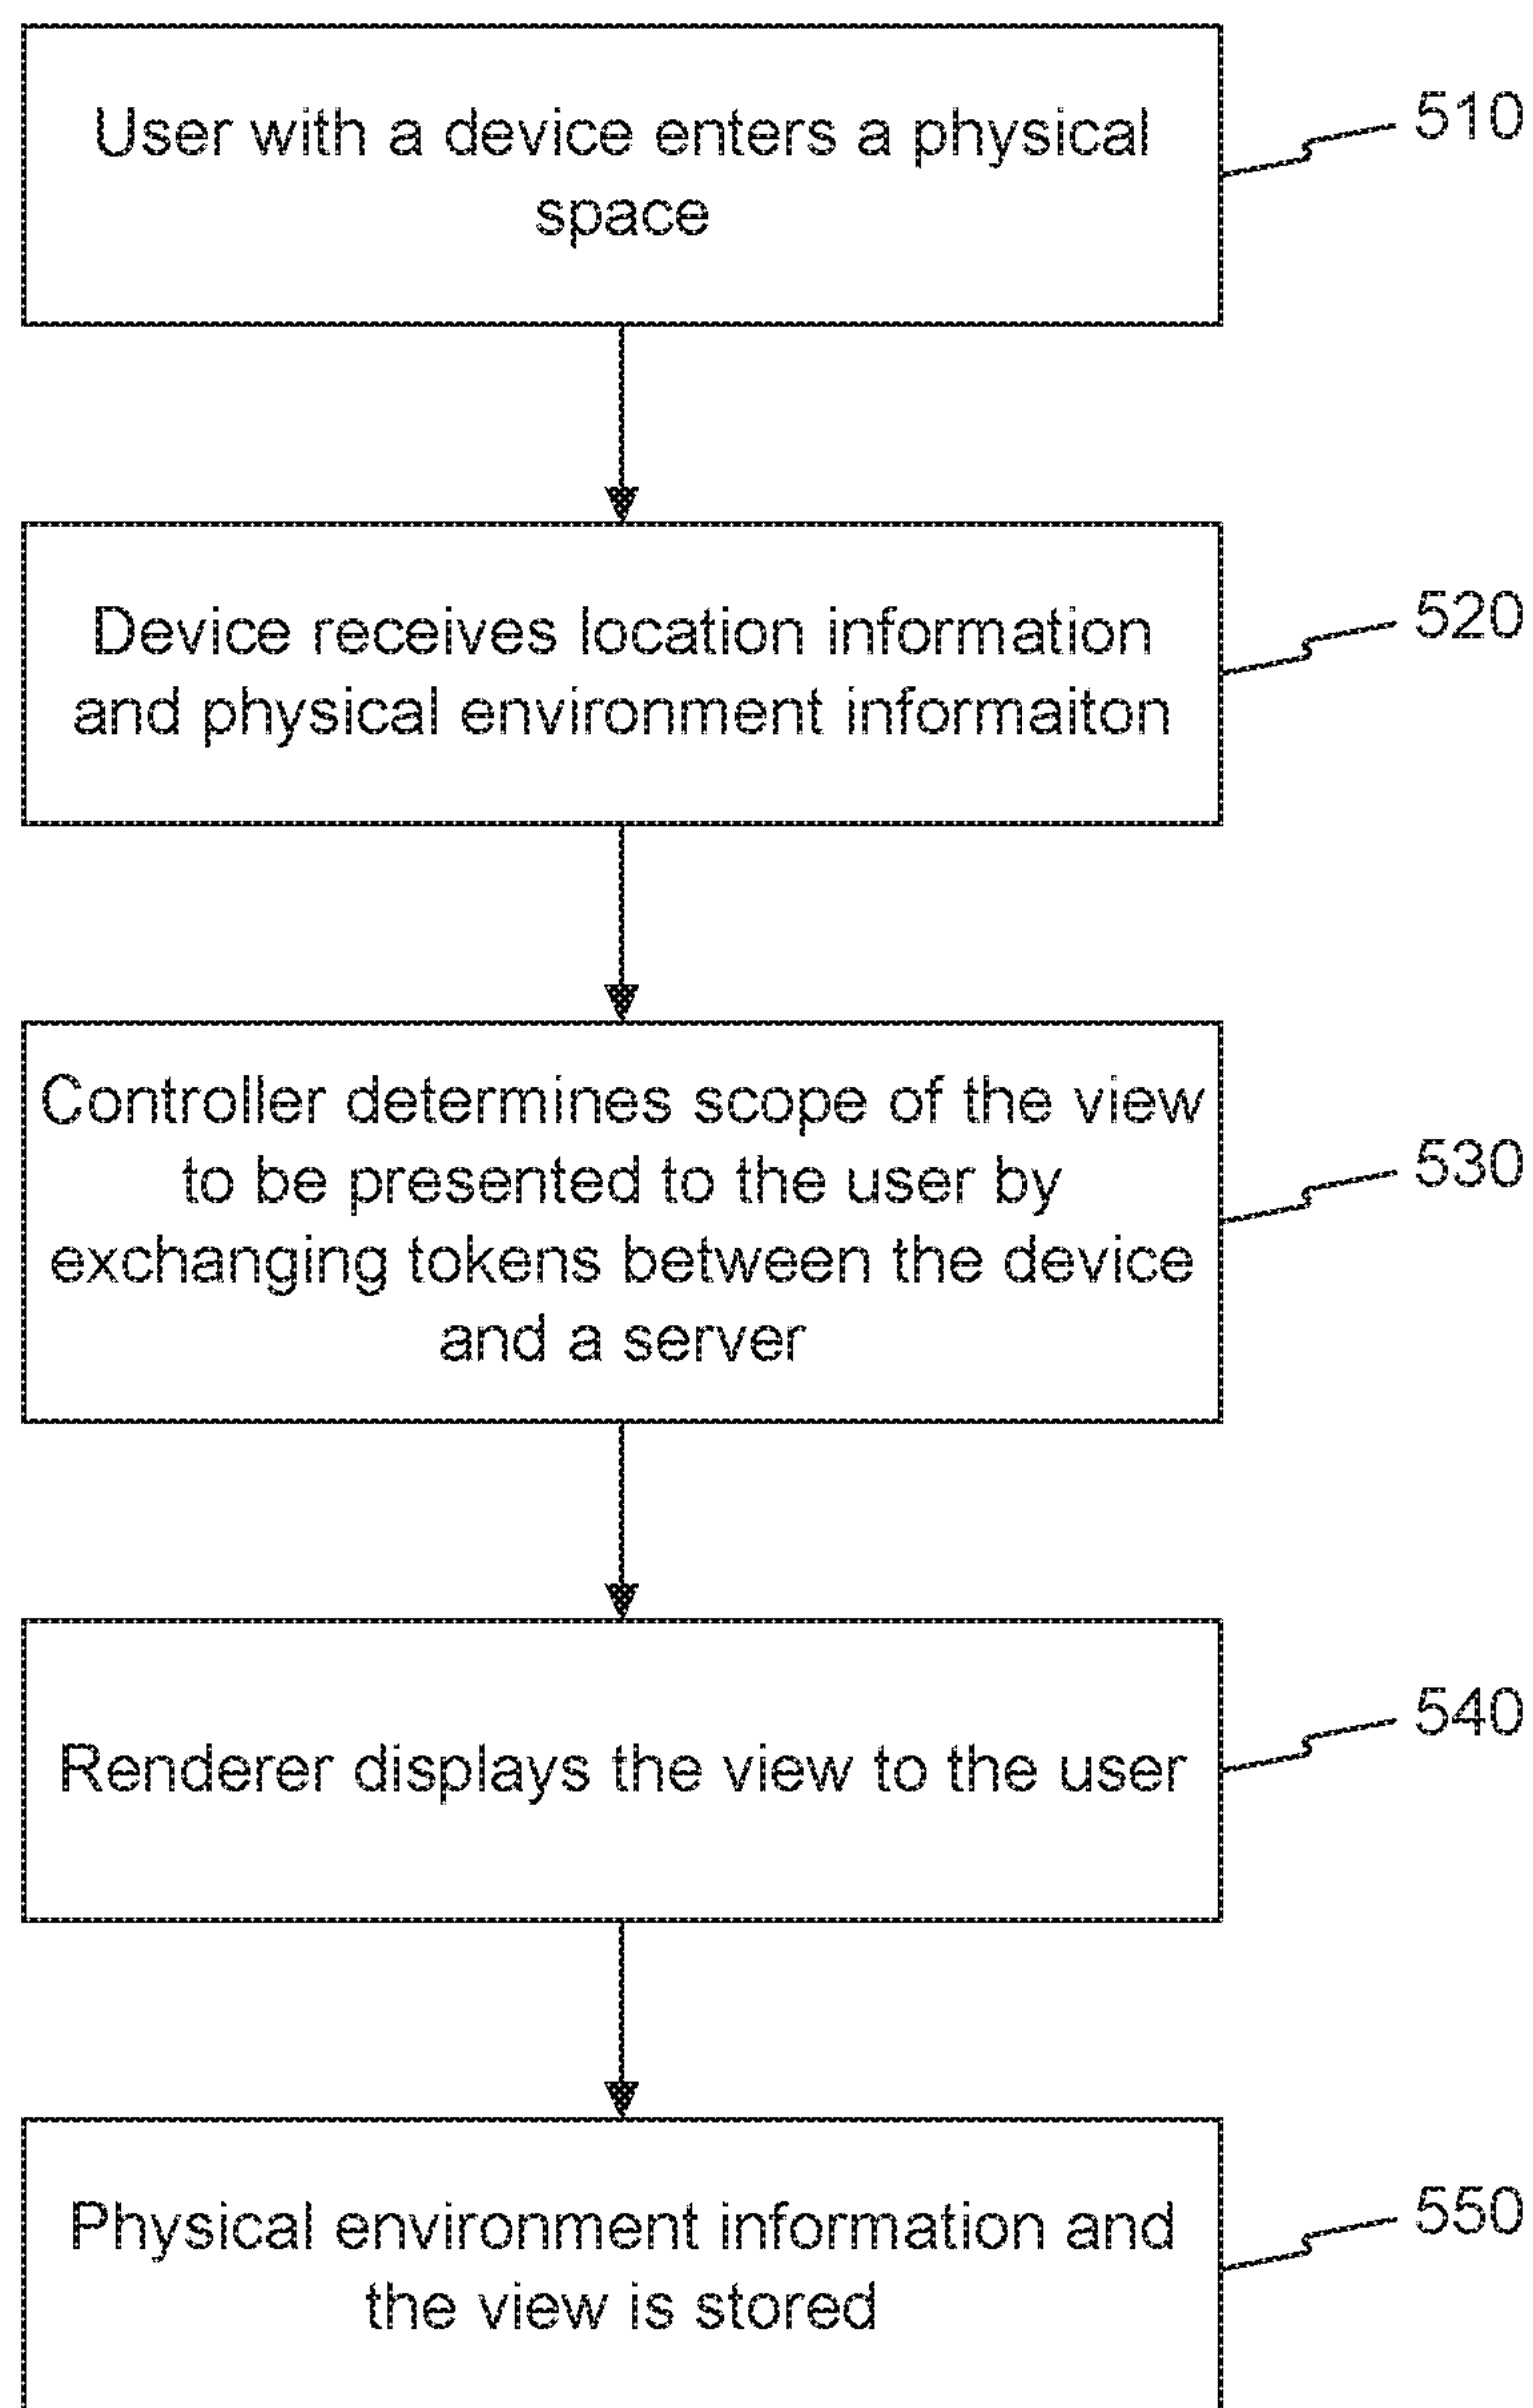 User with a device enters a physical
space
510
Device receives location information
and physical environment informaiton
520
Controller determines scope of the view
to be presented to the user by
exchanging tokens between the device
and a server
530
Renderer displays the view to the user
540
Physical environment information and
the view is stored
550